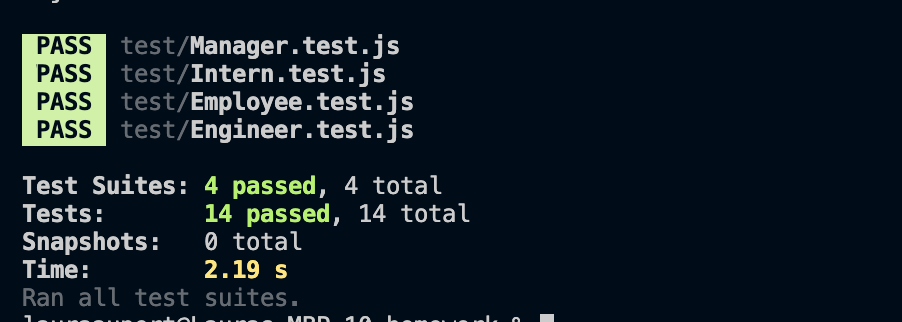 PASS test/Manager.test.js
PASS test/Intern.test.js
PASS test/Employee.test.js
PASS test/Engineer.test.js
Test Suites: 4 passed, 4 total
Tests: 14 passed, 14 total
Snapshots: 0 total
Time: 2.19 s
Ran all test suites.